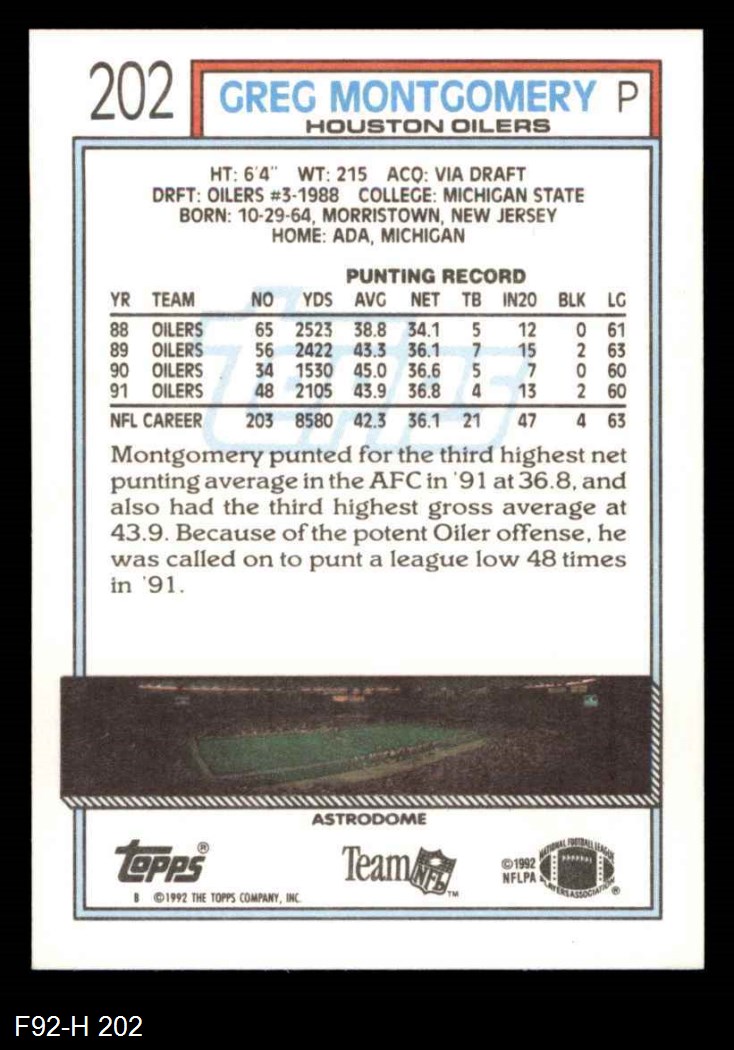 202
GREG MONTGOMERY P
HOUSTON OILERS
HT: 6'4" WT: 215 ACQ: VIA DRAFT
DRFT: OILERS #3-1988 COLLEGE: MICHIGAN STATE
BORN: 10-29-64, MORRISTOWN, NEW JERSEY
HOME: ADA, MICHIGAN
PUNTING RECORD
YR TEAM NO YDS AVG NET TB IN20 BLK LG
88 OILERS 65 2523 38.8 34.1 5 12 0 61
89 OILERS 56 2422 43.3 36.1 7 15 2 63
90 OILERS 34 1530 45.0 36.6 5 7 0 60
91 OILERS 48 2105 43.9 36.8 4 13 2 60
NFL CAREER 203 8580 42.3 36.1 21 47 4 63
topps
Montgomery punted for the third highest net
punting average in the AFC in '91 at 36.8, and
also had the third highest gross average at
43.9. Because of the potent Oiler offense, he
was called on to punt a league low 48 times
in '91.
ASTRODOME
topps®
Team NFL™
©1992
NFLPA
NATIONAL FOOTBALL LEAGUE
PLAYERS ASSOCIATION ®
B ©1992 THE TOPPS COMPANY, INC.
F92-H 202